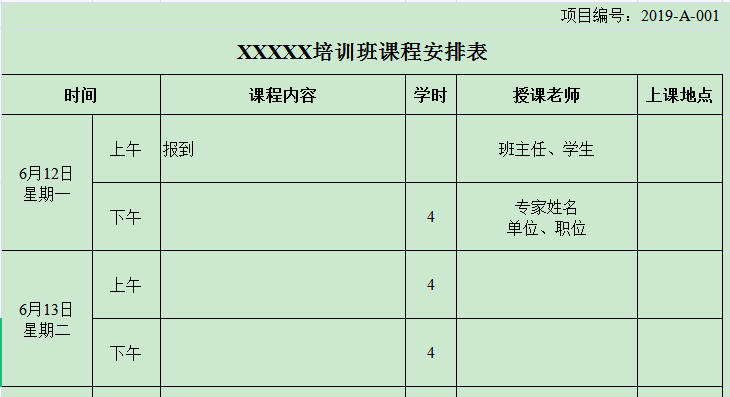 项目编号：2019-A-001
XXXXX培训班课程安排表
时间 课程内容 学时 授课老师 上课地点
6月12日
星期一
上午 报到 班主任、学生
下午 4 专家姓名
单位、职位
6月13日
星期二
上午 4
下午 4